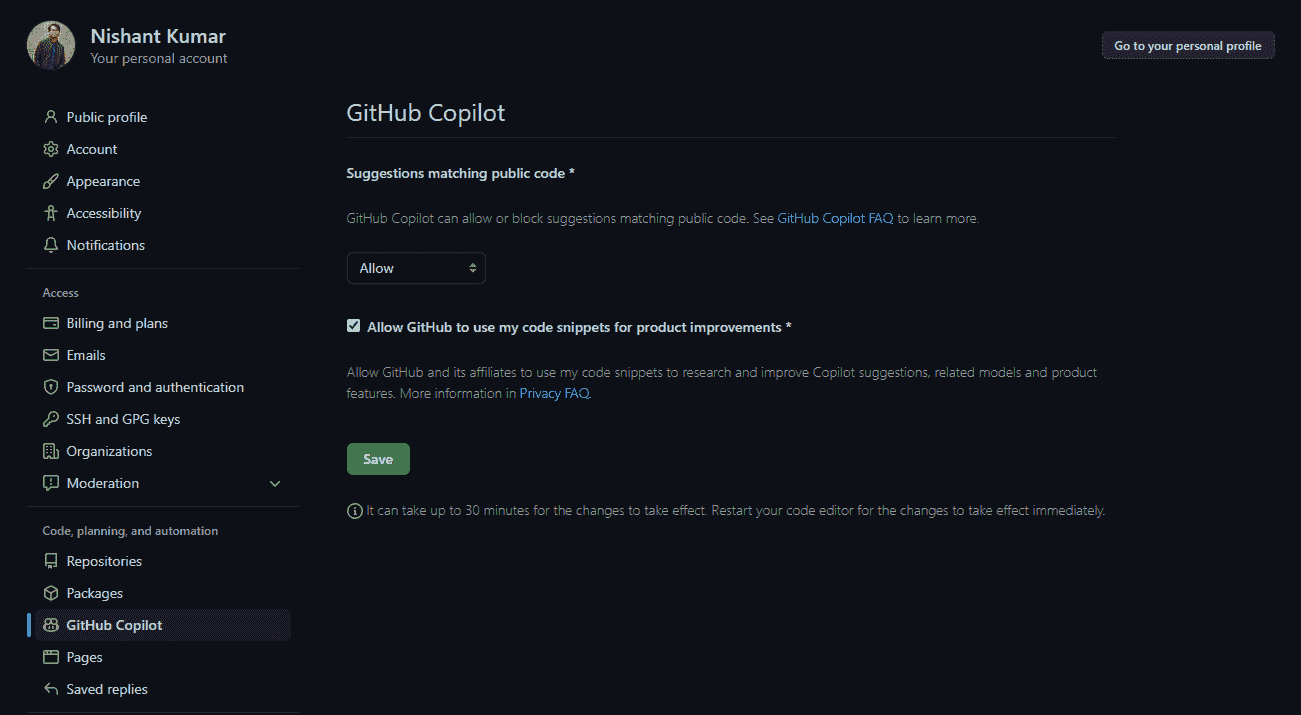 Nishant Kumar
Your personal account
Go to your personal profile
Public profile
Account
Appearance
Accessibility
Notifications
Access
Billing and plans
Emails
Password and authentication
SSH and GPG keys
Organizations
Moderation
Code, planning, and automation
Repositories
Packages
GitHub Copilot
Pages
Saved replies
GitHub Copilot
Suggestions matching public code *
GitHub Copilot can allow or block suggestions matching public code. See GitHub Copilot FAQ to learn more.
Allow
Allow GitHub to use my code snippets for product improvements *
Allow GitHub and its affiliates to use my code snippets to research and improve Copilot suggestions, related models and product
features. More information in Privacy FAQ.
Save
It can take up to 30 minutes for the changes to take effect. Restart your code editor for the changes to take effect immediately.